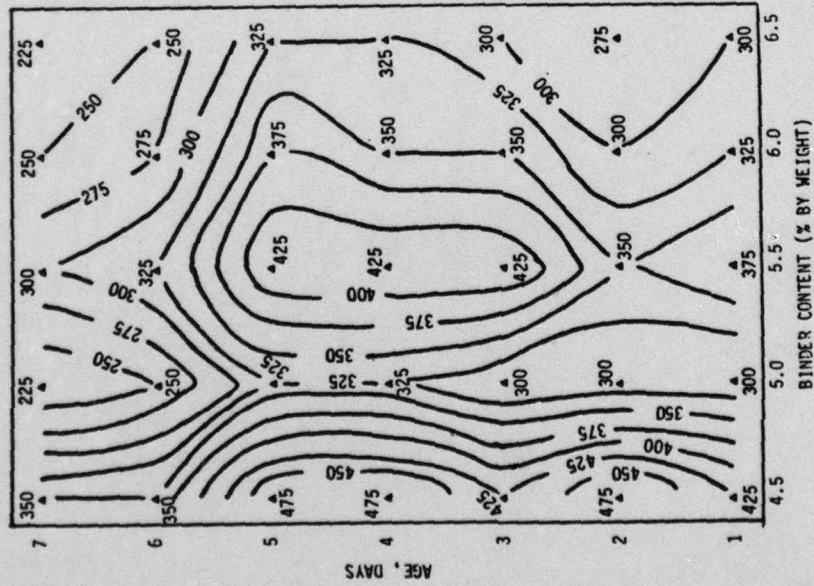 7 350 225 300 250 225
250 275 300 275 250
6 350 250 325 275 250
300
325
5 475 325 425 375 325
450 325 350 375 400
4 475 325 425 350 325
3 425 300 425 350 300
325
300
2 475 300 350 300 275
450 425 400 375 350
1 425 300 375 325 300
4.5 5.0 5.5 6.0 6.5
AGE, DAYS
BINDER CONTENT (% BY WEIGHT)